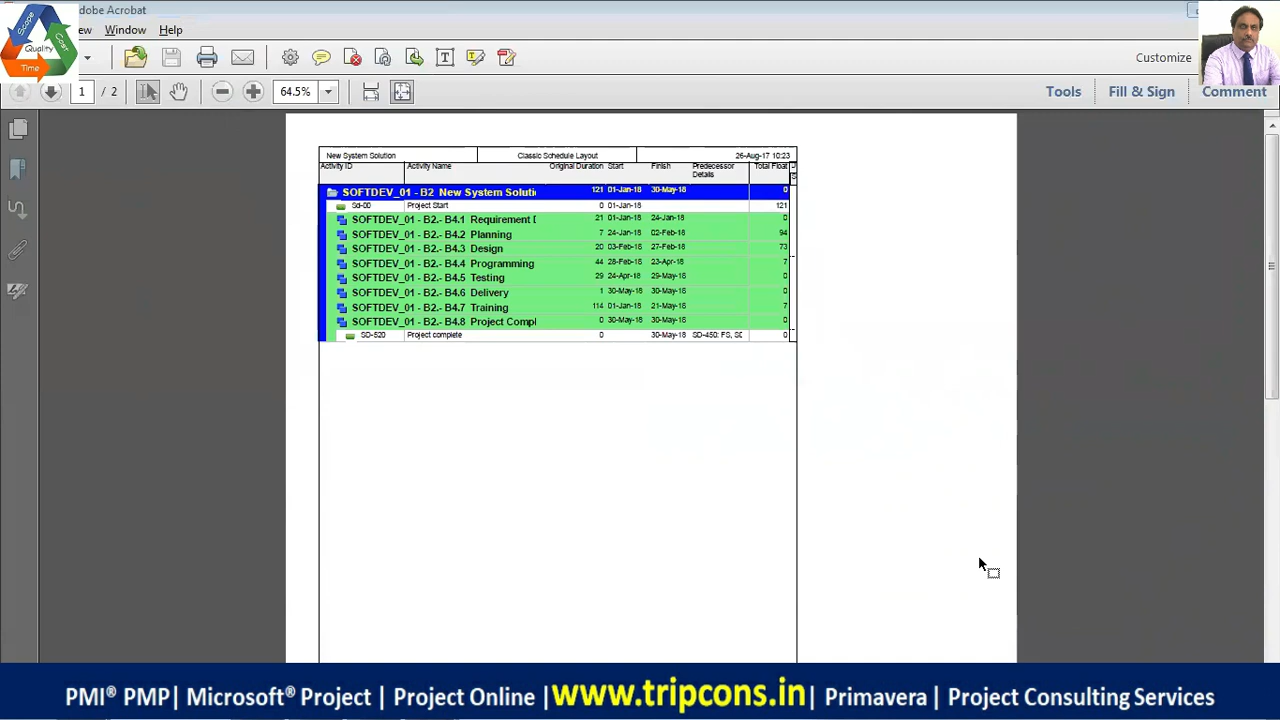 dobe Acrobat
ew Window Help
Scope
Quality
Cost
Time
Customize
1 / 2 64.5% Tools Fill & Sign Comment
New System Solution Classic Schedule Layout 26-Aug-17 10:23
Activity ID Activity Name Original Duration Start Finish Predecessor Details Total Float
SOFTDEV_01 - B2 New System Soluti 121 01-Jan-18 30-May-18 0
Sd-00 Project Start 0 01-Jan-18 121
SOFTDEV_01 - B2.- B4.1 Requirement D 21 01-Jan-18 24-Jan-18 0
SOFTDEV_01 - B2.- B4.2 Planning 7 24-Jan-18 02-Feb-18 94
SOFTDEV_01 - B2.- B4.3 Design 20 03-Feb-18 27-Feb-18 73
SOFTDEV_01 - B2.- B4.4 Programming 44 28-Feb-18 23-Apr-18 7
SOFTDEV_01 - B2.- B4.5 Testing 29 24-Apr-18 29-May-18 0
SOFTDEV_01 - B2.- B4.6 Delivery 1 30-May-18 30-May-18 0
SOFTDEV_01 - B2.- B4.7 Training 114 01-Jan-18 21-May-18 7
SOFTDEV_01 - B2.- B4.8 Project Compl 0 30-May-18 30-May-18 0
SD-520 Project complete 0 30-May-18 SD-450: FS, SD 0
PMI® PMP| Microsoft® Project | Project Online |www.tripcons.in| Primavera | Project Consulting Services